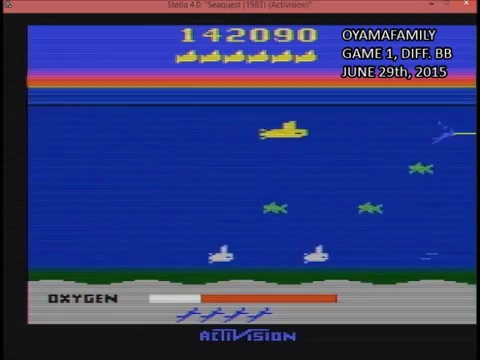 Stella 4.0: "Seaquest (1983) (Activision)"
142090
OYAMAFAMILY
GAME 1, DIFF. BB
JUNE 29th, 2015
OXYGEN
ACTIVISION